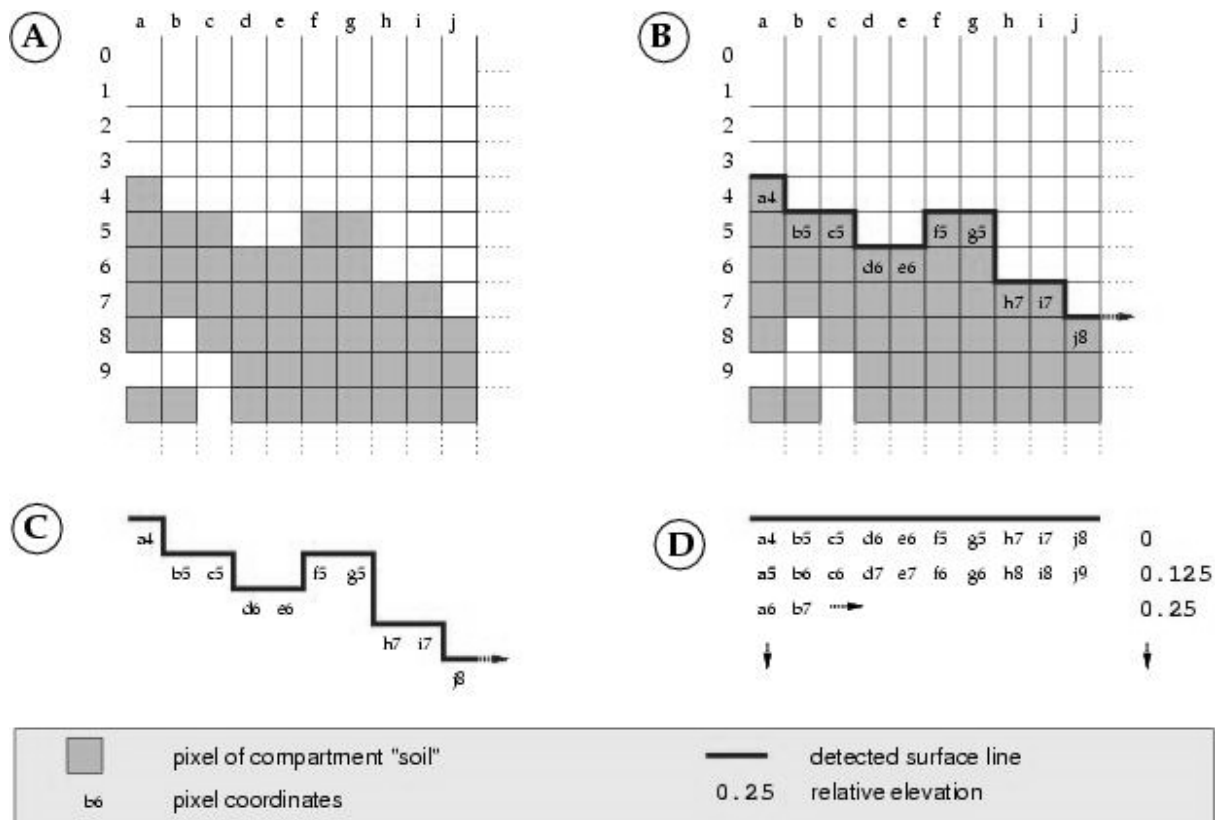 A
a b c d e f g h i j
0
1
2
3
4
5
6
7
8
9
B
a b c d e f g h i j
0
1
2
3
4
5
6
7
8
9
a4
b5 c5 f5 g5
d6 e6
h7 i7
j8
C
a4
b5 c5 f5 g5
d6 e6
h7 i7
j8
D
a4 b5 c5 d6 e6 f5 g5 h7 i7 j8 0
a5 b6 c6 d7 e7 f6 g6 h8 i8 j9 0.125
a6 b7 0.25
pixel of compartment "soil"
b6 pixel coordinates
detected surface line
0.25 relative elevation